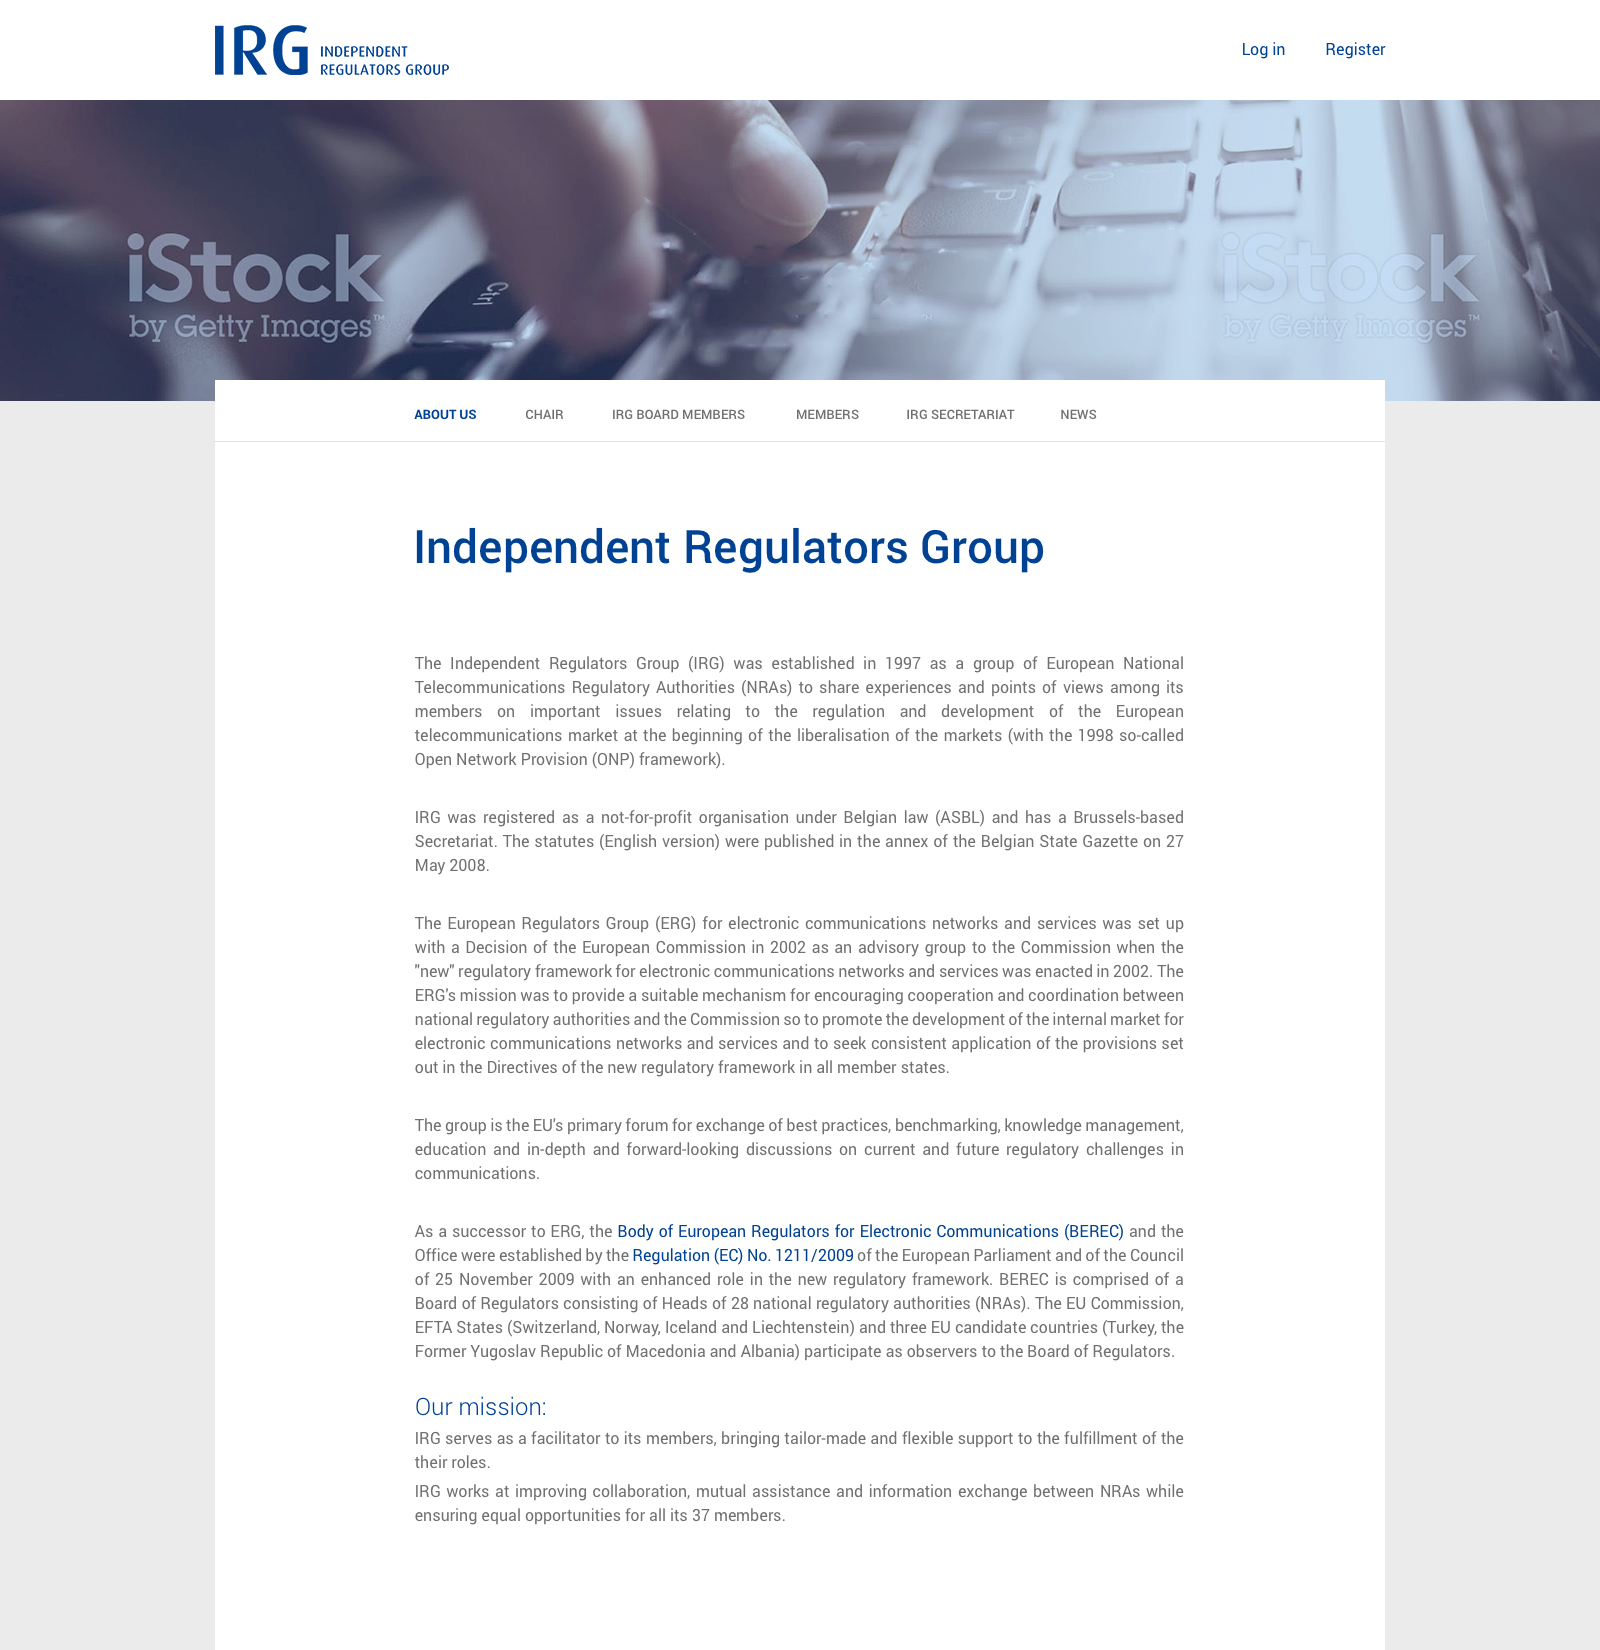 IRG INDEPENDENT
REGULATORS GROUP
Log in
Register
P
Ctrl
iStock
by Getty Images™
iStock
by Getty Images™
ABOUT US
CHAIR
IRG BOARD MEMBERS
MEMBERS
IRG SECRETARIAT
NEWS
Independent Regulators Group
The Independent Regulators Group (IRG) was established in 1997 as a group of European National
Telecommunications Regulatory Authorities (NRAs) to share experiences and points of views among its
members on important issues relating to the regulation and development of the European
telecommunications market at the beginning of the liberalisation of the markets (with the 1998 so-called
Open Network Provision (ONP) framework).
IRG was registered as a not-for-profit organisation under Belgian law (ASBL) and has a Brussels-based
Secretariat. The statutes (English version) were published in the annex of the Belgian State Gazette on 27
May 2008.
The European Regulators Group (ERG) for electronic communications networks and services was set up
with a Decision of the European Commission in 2002 as an advisory group to the Commission when the
"new" regulatory framework for electronic communications networks and services was enacted in 2002. The
ERG's mission was to provide a suitable mechanism for encouraging cooperation and coordination between
national regulatory authorities and the Commission so to promote the development of the internal market for
electronic communications networks and services and to seek consistent application of the provisions set
out in the Directives of the new regulatory framework in all member states.
The group is the EU's primary forum for exchange of best practices, benchmarking, knowledge management,
education and in-depth and forward-looking discussions on current and future regulatory challenges in
communications.
As a successor to ERG, the Body of European Regulators for Electronic Communications (BEREC) and the
Office were established by the Regulation (EC) No. 1211/2009 of the European Parliament and of the Council
of 25 November 2009 with an enhanced role in the new regulatory framework. BEREC is comprised of a
Board of Regulators consisting of Heads of 28 national regulatory authorities (NRAs). The EU Commission,
EFTA States (Switzerland, Norway, Iceland and Liechtenstein) and three EU candidate countries (Turkey, the
Former Yugoslav Republic of Macedonia and Albania) participate as observers to the Board of Regulators.
Our mission:
IRG serves as a facilitator to its members, bringing tailor-made and flexible support to the fulfillment of the
their roles.
IRG works at improving collaboration, mutual assistance and information exchange between NRAs while
ensuring equal opportunities for all its 37 members.